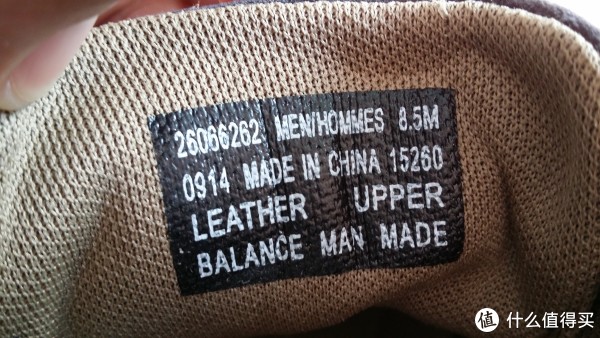 26066262 MEN/HOMMES 8.5M
0914 MADE IN CHINA 15260
LEATHER UPPER
BALANCE MAN MADE
值 什么值得买